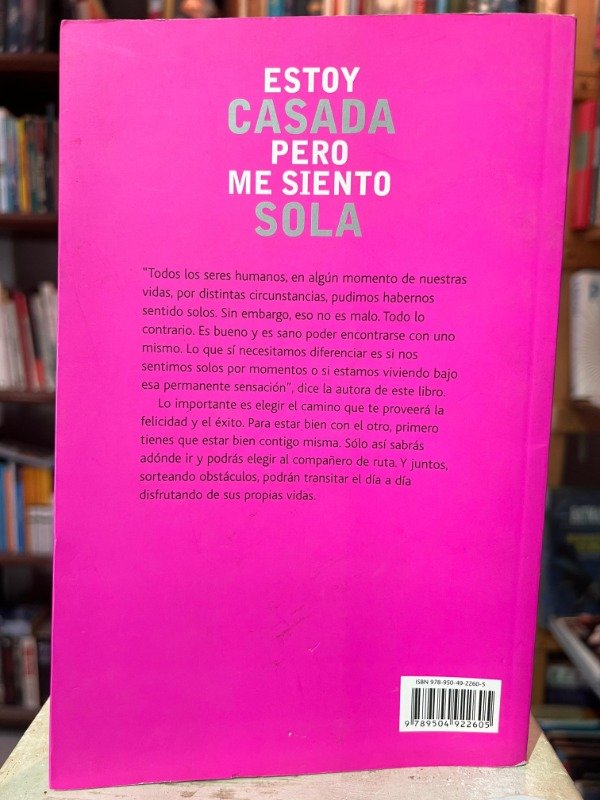 ESTOY
CASADA
PERO
ME SIENTO
SOLA
"Todos los seres humanos, en algún momento de nuestras
vidas, por distintas circunstancias, pudimos habernos
sentido solos. Sin embargo, eso no es malo. Todo lo
contrario. Es bueno y es sano poder encontrarse con uno
mismo. Lo que sí necesitamos diferenciar es si nos
sentimos solos por momentos o si estamos viviendo bajo
esa permanente sensación", dice la autora de este libro.
Lo importante es elegir el camino que te proveerá la
felicidad y el éxito. Para estar bien con el otro, primero
tienes que estar bien contigo misma. Sólo así sabrás
adónde ir y podrás elegir al compañero de ruta. Y juntos,
sorteando obstáculos, podrán transitar el día a día
disfrutando de sus propias vidas.
ISBN 978-950-49-2260-5
9 789504 922605